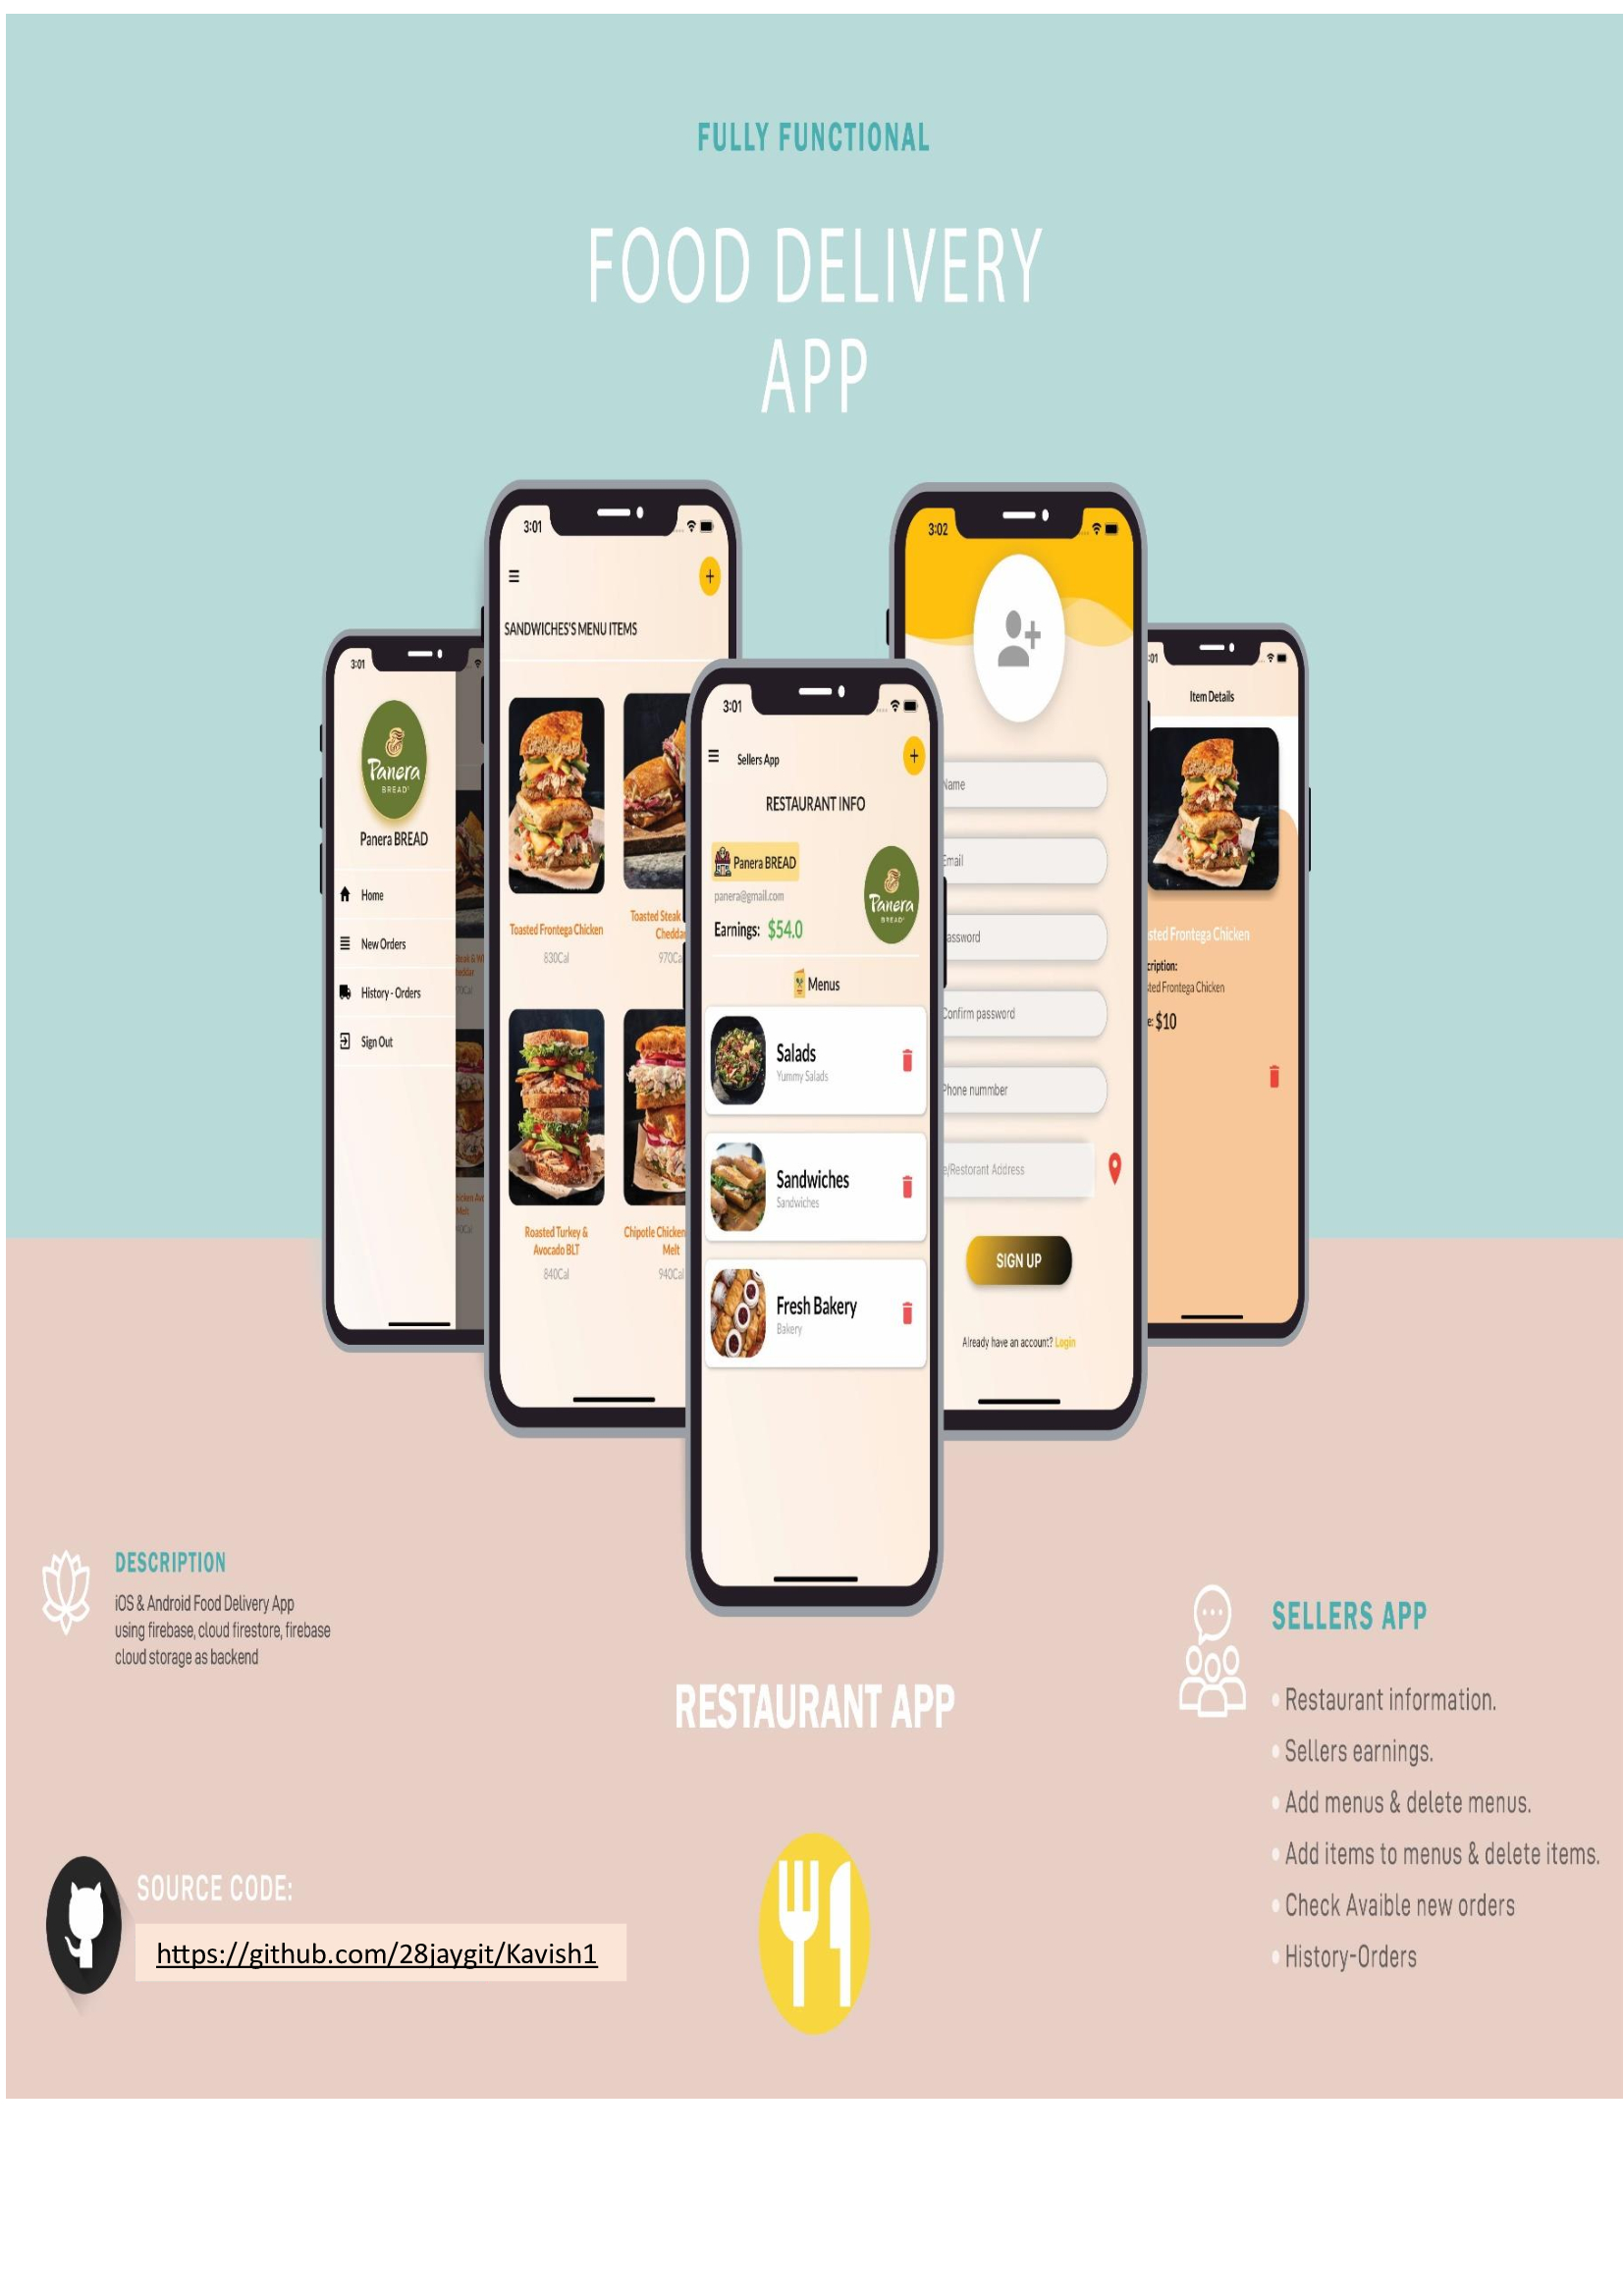 FULLY FUNCTIONAL
FOOD DELIVERY
APP
3:01
Panera
BREAD
Panera BREAD
Home
New Orders
History - Orders
Sign Out
3:01
SANDWICHES'S MENU ITEMS
Toasted Frontega Chicken
830Cal
Toasted Steak
Chedda
970Ca
Roasted Turkey &
Avocado BLT
840Cal
Chipotle Chicken
Melt
940Cal
3:01
Sellers App
RESTAURANT INFO
Panera BREAD
panera@gmail.com
Earnings: $54.0
Panera
BREAD
Menus
Salads
Yummy Salads
Sandwiches
Sandwiches
Fresh Bakery
Bakery
3:02
Name
Email
assword
Confirm password
Phone nummber
e/Restorant Address
SIGN UP
Already have an account? Login
:01
Item Details
sted Frontega Chicken
cription:
sted Frontega Chicken
e: $10
DESCRIPTION
iOS & Android Food Delivery App
using firebase, cloud firestore, firebase
cloud storage as backend
RESTAURANT APP
SOURCE CODE:
https://github.com/28jaygit/Kavish1
SELLERS APP
• Restaurant information.
• Sellers earnings.
• Add menus & delete menus.
• Add items to menus & delete items.
• Check Avaible new orders
• History-Orders